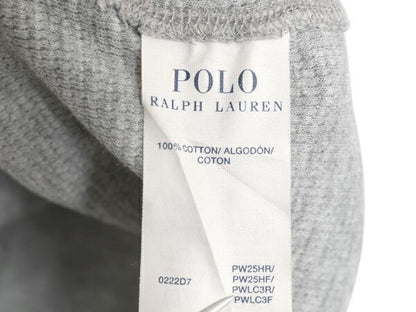 POLO
RALPH LAUREN
100% COTTON/ ALGODÓN/
COTON
PW25HR/
0222D7 PW25HF/
PWLC3R/
PWLC3F